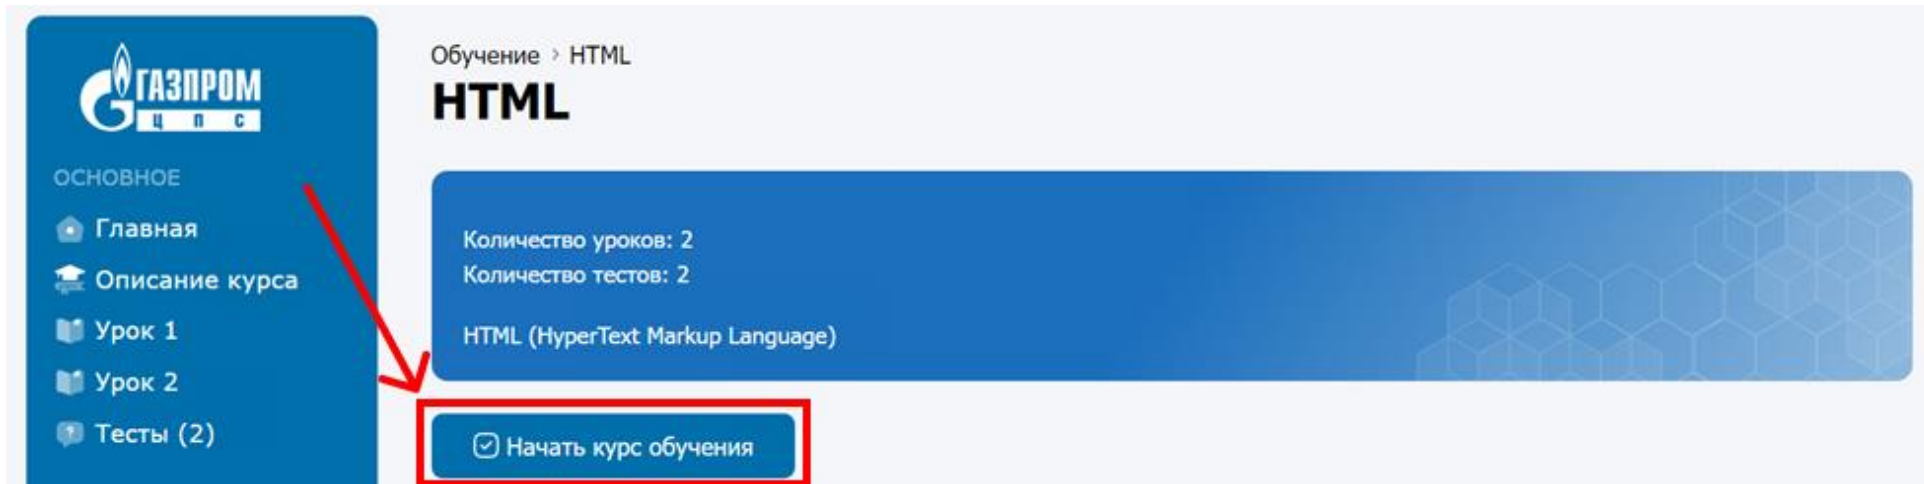 ГАЗПРОМ
ЦПС
ОСНОВНОЕ
Главная
Описание курса
Урок 1
Урок 2
Тесты (2)
Обучение > HTML
HTML
Количество уроков: 2
Количество тестов: 2
HTML (HyperText Markup Language)
Начать курс обучения